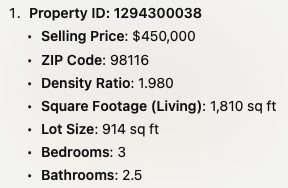 1. Property ID: 1294300038
• Selling Price: $450,000
• ZIP Code: 98116
• Density Ratio: 1.980
• Square Footage (Living): 1,810 sq ft
• Lot Size: 914 sq ft
• Bedrooms: 3
• Bathrooms: 2.5